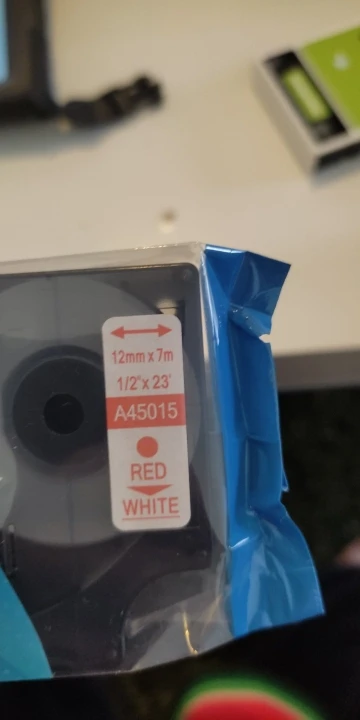 12mm x 7m
1/2"x 23'
A45015
RED
WHITE